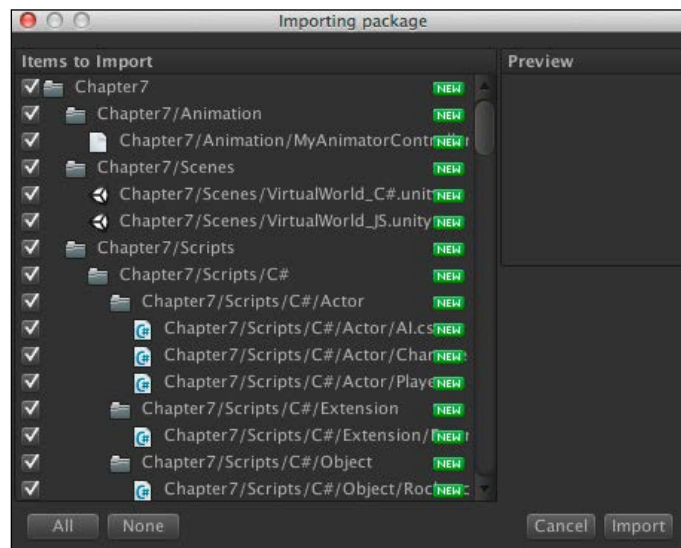 Importing package
Items to Import
Preview
Chapter7 NEW
Chapter7/Animation NEW
Chapter7/Animation/MyAnimatorContr NEW
Chapter7/Scenes NEW
Chapter7/Scenes/VirtualWorld_C#.unit NEW
Chapter7/Scenes/VirtualWorld_JS.unity NEW
Chapter7/Scripts NEW
Chapter7/Scripts/C# NEW
Chapter7/Scripts/C#/Actor NEW
Chapter7/Scripts/C#/Actor/AI.cs NEW
Chapter7/Scripts/C#/Actor/Char NEW
Chapter7/Scripts/C#/Actor/Playe NEW
Chapter7/Scripts/C#/Extension NEW
Chapter7/Scripts/C#/Extension/ NEW
Chapter7/Scripts/C#/Object NEW
Chapter7/Scripts/C#/Object/Roc NEW
All None Cancel Import